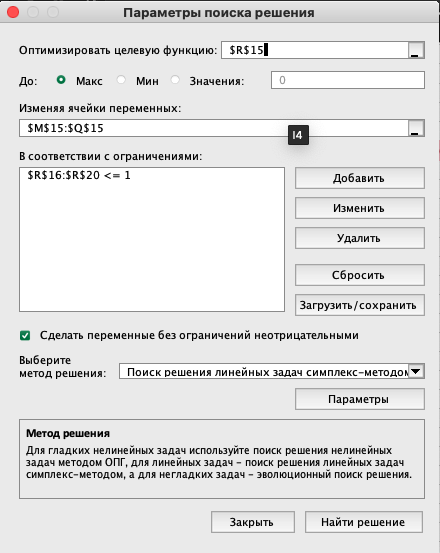 Параметры поиска решения
Оптимизировать целевую функцию: $R$15
До: Макс Мин Значения: 0
Изменяя ячейки переменных:
$M$15:$Q$15
I4
В соответствии с ограничениями:
$R$16:$R$20 <= 1
Добавить
Изменить
Удалить
Сбросить
Загрузить/сохранить
Сделать переменные без ограничений неотрицательными
Выберите
метод решения:
Поиск решения линейных задач симплекс-методом
Параметры
Метод решения
Для гладких нелинейных задач используйте поиск решения нелинейных
задач методом ОПГ, для линейных задач - поиск решения линейных задач
симплекс-методом, а для негладких задач - эволюционный поиск решения.
Закрыть
Найти решение